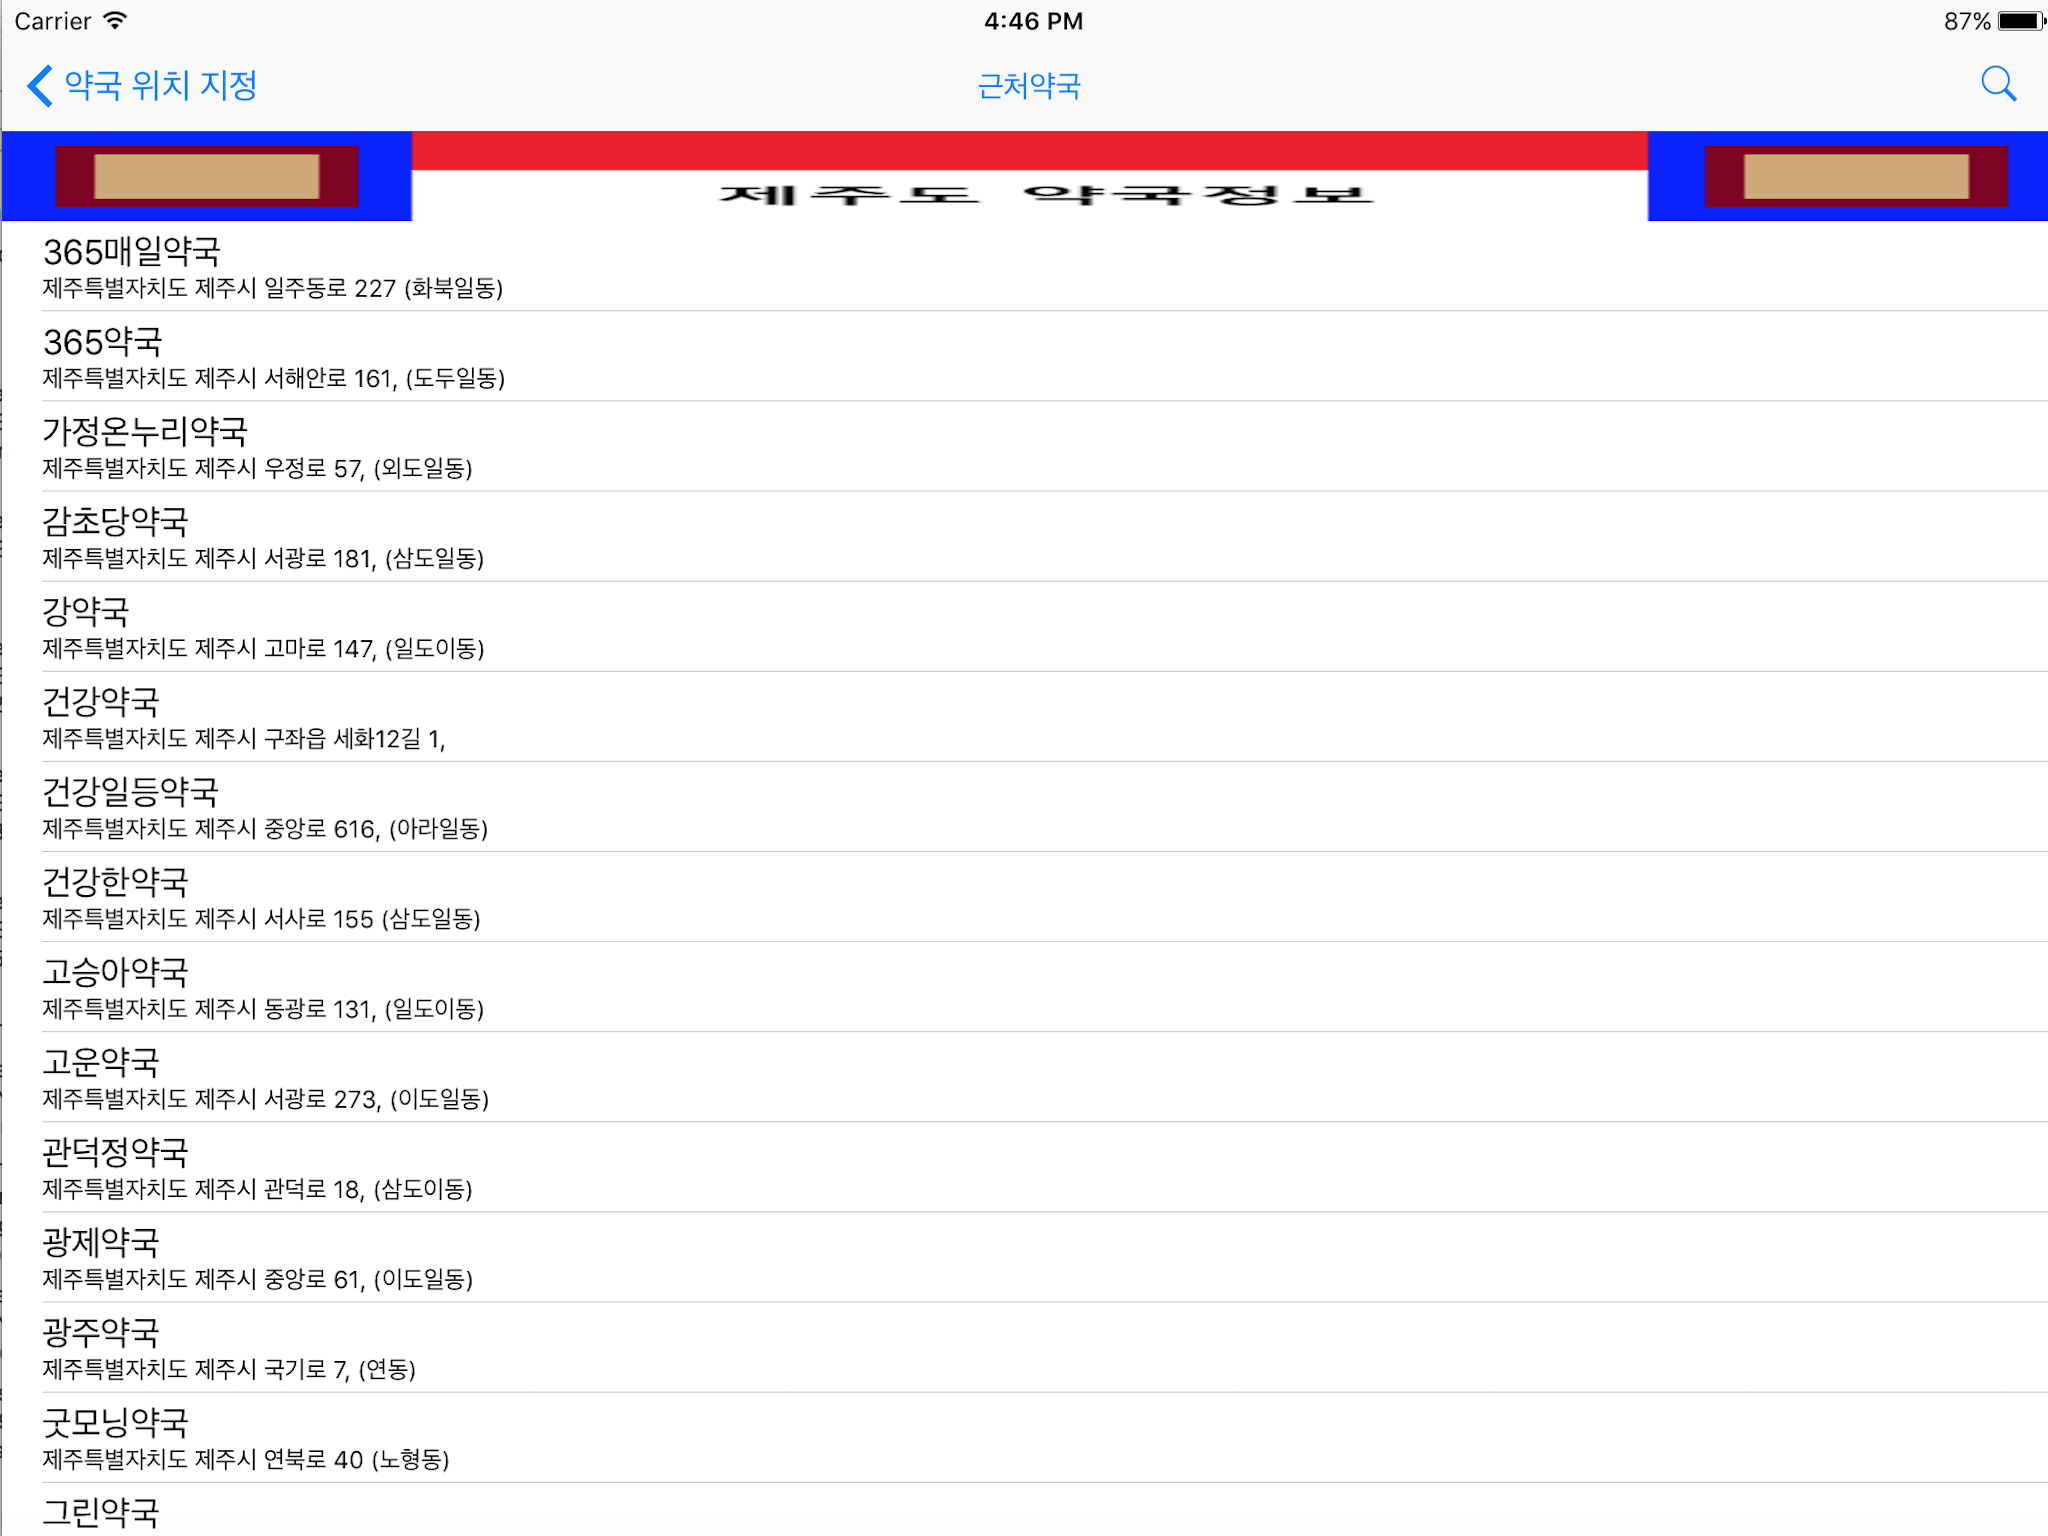 Carrier 4:46 PM 87%
약국 위치 지정 근처약국
제주도 약국정보
365매일약국
제주특별자치도 제주시 일주동로 227 (화북일동)
365약국
제주특별자치도 제주시 서해안로 161, (도두일동)
가정온누리약국
제주특별자치도 제주시 우정로 57, (외도일동)
감초당약국
제주특별자치도 제주시 서광로 181, (삼도일동)
강약국
제주특별자치도 제주시 고마로 147, (일도이동)
건강약국
제주특별자치도 제주시 구좌읍 세화12길 1,
건강일등약국
제주특별자치도 제주시 중앙로 616, (아라일동)
건강한약국
제주특별자치도 제주시 서사로 155 (삼도일동)
고승아약국
제주특별자치도 제주시 동광로 131, (일도이동)
고운약국
제주특별자치도 제주시 서광로 273, (이도일동)
관덕정약국
제주특별자치도 제주시 관덕로 18, (삼도이동)
광제약국
제주특별자치도 제주시 중앙로 61, (이도일동)
광주약국
제주특별자치도 제주시 국기로 7, (연동)
굿모닝약국
제주특별자치도 제주시 연북로 40 (노형동)
그린약국